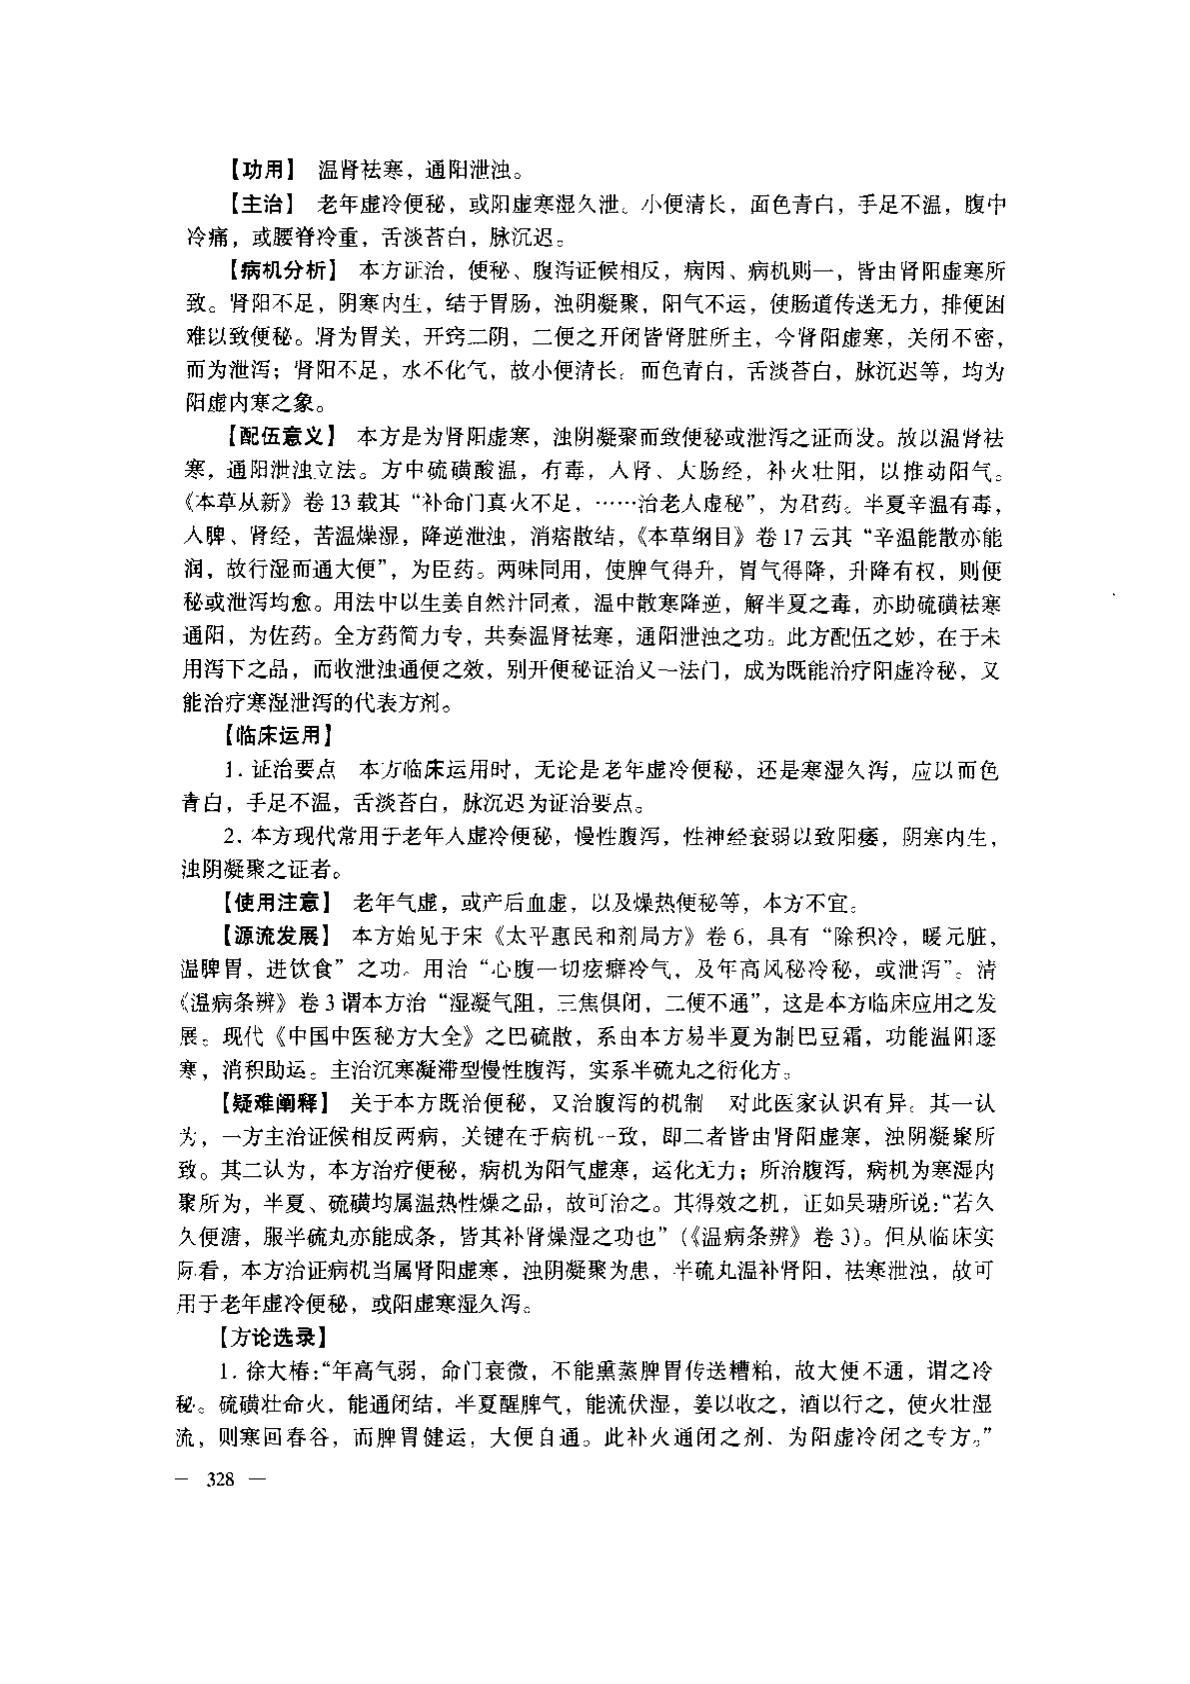 【功用】 温肾祛寒，通阳泄浊。
【主治】 老年虚冷便秘，或阳虚寒湿久泄。小便清长，面色青白，手足不温，腹中
冷痛，或腰脊冷重，舌淡苔白，脉沉迟。
【病机分析】 本方证治，便秘、腹泻证候相反，病因、病机则一，皆由肾阳虚寒所
致。肾阳不足，阴寒内生，结于胃肠，浊阴凝聚，阳气不运，使肠道传送无力，排便困
难以致便秘。肾为胃关，开窍二阴，二便之开闭皆肾脏所主，今肾阳虚寒，关闭不密，
而为泄泻；肾阳不足，水不化气，故小便清长。而色青白，舌淡苔白，脉沉迟等，均为
阳虚内寒之象。
【配伍意义】 本方是为肾阳虚寒，浊阴凝聚而致便秘或泄泻之证而设。故以温肾祛
寒，通阳泄浊立法。方中硫磺酸温，有毒，入肾、大肠经，补火壮阳，以推动阳气。
《本草从新》卷 13 载其“补命门真火不足，……治老人虚秘”，为君药。半夏辛温有毒，
入脾、肾经，苦温燥湿，降逆泄浊，消痞散结，《本草纲目》卷 17 云其“辛温能散亦能
润，故行湿而通大便”，为臣药。两味同用，使脾气得升，胃气得降，升降有权，则便
秘或泄泻均愈。用法中以生姜自然汁同煮，温中散寒降逆，解半夏之毒，亦助硫磺祛寒
通阳，为佐药。全方药简力专，共奏温肾祛寒，通阳泄浊之功。此方配伍之妙，在于未
用泻下之品，而收泄浊通便之效，别开便秘证治又一法门，成为既能治疗阳虚冷秘，又
能治疗寒湿泄泻的代表方剂。
【临床运用】
1. 证治要点 本方临床运用时，无论是老年虚冷便秘，还是寒湿久泻，应以而色
青白，手足不温，舌淡苔白，脉沉迟为证治要点。
2. 本方现代常用于老年人虚冷便秘，慢性腹泻，性神经衰弱以致阳痿，阴寒内生，
浊阴凝聚之证者。
【使用注意】 老年气虚，或产后血虚，以及燥热便秘等，本方不宜。
【源流发展】 本方始见于宋《太平惠民和剂局方》卷 6，具有“除积冷，暖元脏，
温脾胃，进饮食”之功。用治“心腹一切痃癖冷气，及年高风秘冷秘，或泄泻”。清
《温病条辨》卷 3 谓本方治“湿凝气阻，三焦俱闭，二便不通”，这是本方临床应用之发
展。现代《中国中医秘方大全》之巴硫散，系由本方易半夏为制巴豆霜，功能温阳逐
寒，消积助运。主治沉寒凝滞型慢性腹泻，实系半硫丸之衍化方。
【疑难阐释】 关于本方既治便秘，又治腹泻的机制 对此医家认识有异。其一认
为，一方主治证候相反两病，关键在于病机一致，即二者皆由肾阳虚寒，浊阴凝聚所
致。其二认为，本方治疗便秘，病机为阳气虚寒，运化无力；所治腹泻，病机为寒湿内
聚所为，半夏、硫磺均属温热性燥之品，故可治之。其得效之机，正如吴瑭所说：“若久
久便溏，服半硫丸亦能成条，皆其补肾燥湿之功也”（《温病条辨》卷 3）。但从临床实
际看，本方治证病机当属肾阳虚寒，浊阴凝聚为患，半硫丸温补肾阳，祛寒泄浊，故可
用于老年虚冷便秘，或阳虚寒湿久泻。
【方论选录】
1. 徐大椿：“年高气弱，命门衰微，不能熏蒸脾胃传送糟粕，故大便不通，谓之冷
秘。硫磺壮命火，能通闭结，半夏醒脾气，能流伏湿，姜以收之，酒以行之，使火壮湿
流，则寒回春谷，而脾胃健运，大便自通。此补火通闭之剂、为阳虚冷闭之专方。”
— 328 —